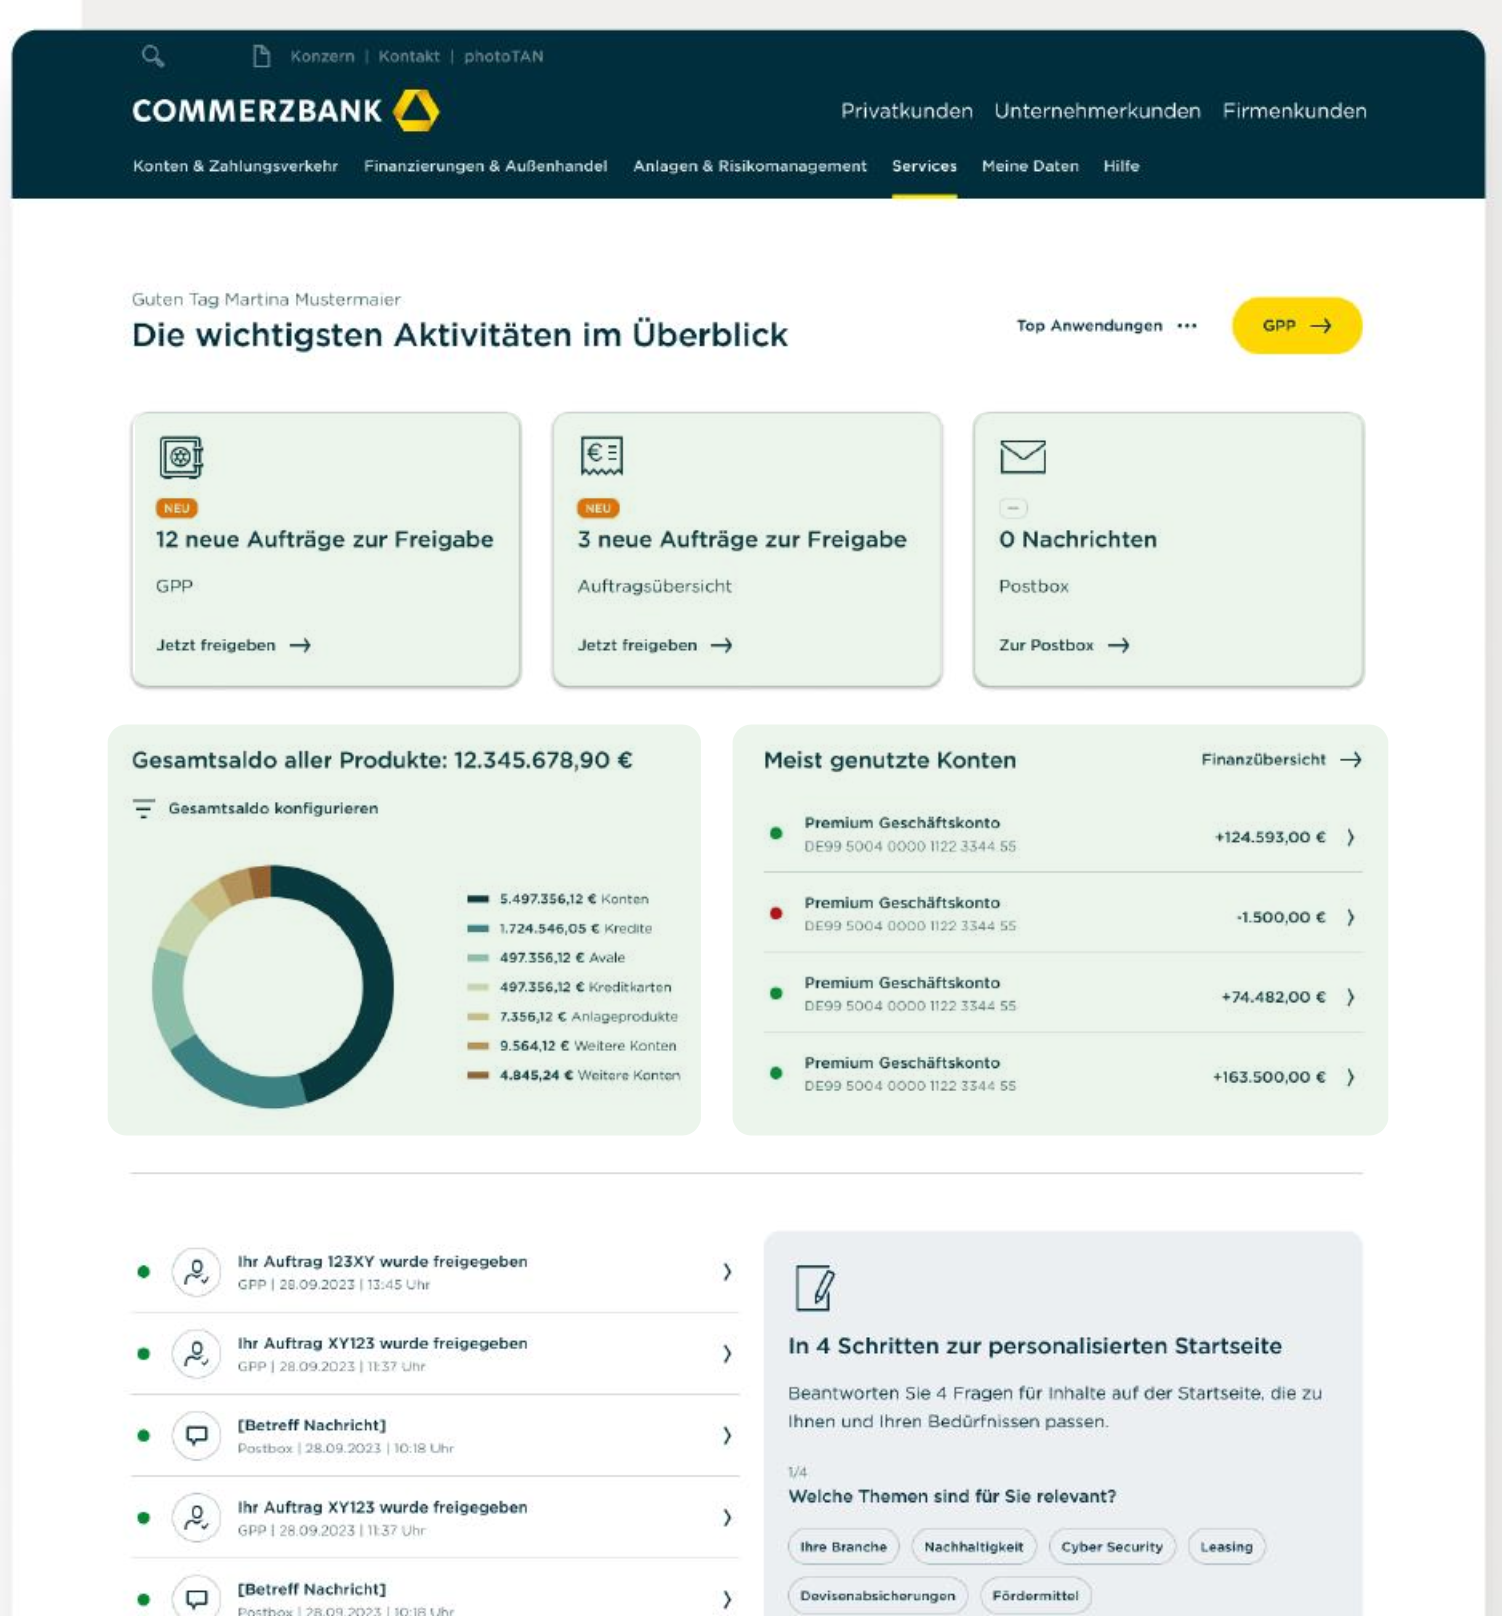 Konzern | Kontakt | photoTAN
COMMERZBANK
Privatkunden Unternehmerkunden Firmenkunden
Konten & Zahlungsverkehr Finanzierungen & Außenhandel Anlagen & Risikomanagement Services Meine Daten Hilfe
Guten Tag Martina Mustermaier
Die wichtigsten Aktivitäten im Überblick
Top Anwendungen ···
GPP →
NEU
12 neue Aufträge zur Freigabe
GPP
Jetzt freigeben →
NEU
3 neue Aufträge zur Freigabe
Auftragsübersicht
Jetzt freigeben →
0 Nachrichten
Postbox
Zur Postbox →
Gesamtsaldo aller Produkte: 12.345.678,90 €
Gesamtsaldo konfigurieren
5.497.356,12 € Konten
1.724.546,05 € Kredite
497.356,12 € Avale
497.356,12 € Kreditkarten
7.356,12 € Anlageprodukte
9.564,12 € Weitere Konten
4.845,24 € Weitere Konten
Meist genutzte Konten
Finanzübersicht →
Premium Geschäftskonto
DE99 5004 0000 1122 3344 55
+124.593,00 €
Premium Geschäftskonto
DE99 5004 0000 1122 3344 55
-1.500,00 €
Premium Geschäftskonto
DE99 5004 0000 1122 3344 55
+74.482,00 €
Premium Geschäftskonto
DE99 5004 0000 1122 3344 55
+163.500,00 €
Ihr Auftrag 123XY wurde freigegeben
GPP | 28.09.2023 | 13:45 Uhr
Ihr Auftrag XY123 wurde freigegeben
GPP | 28.09.2023 | 11:37 Uhr
[Betreff Nachricht]
Postbox | 28.09.2023 | 10:18 Uhr
Ihr Auftrag XY123 wurde freigegeben
GPP | 28.09.2023 | 11:37 Uhr
[Betreff Nachricht]
Postbox | 28.09.2023 | 10:18 Uhr
In 4 Schritten zur personalisierten Startseite
Beantworten Sie 4 Fragen für Inhalte auf der Startseite, die zu
Ihnen und Ihren Bedürfnissen passen.
1/4
Welche Themen sind für Sie relevant?
Ihre Branche Nachhaltigkeit Cyber Security Leasing
Devisenabsicherungen Fördermittel